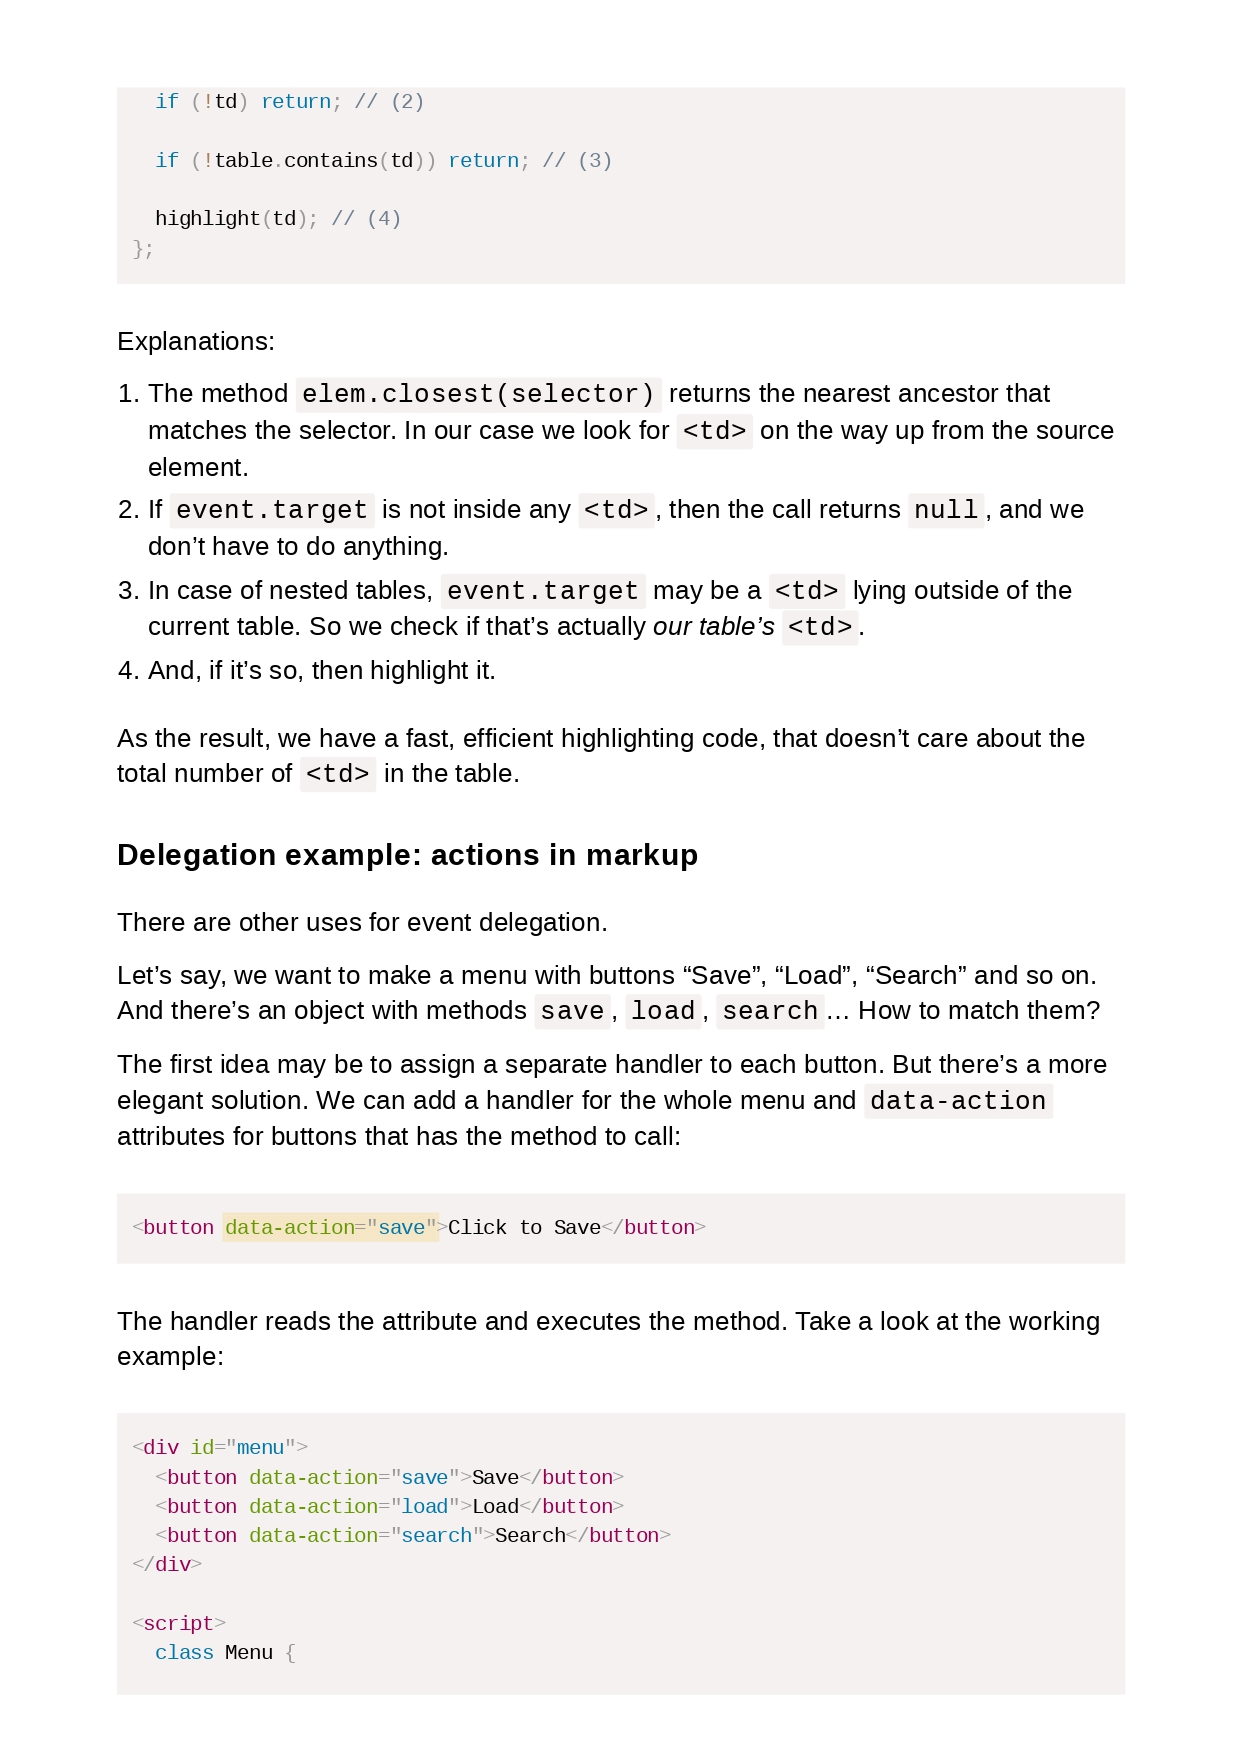 if (!td) return; // (2)
if (!table.contains(td)) return; // (3)
highlight(td); // (4)
};
Explanations:
1. The method elem.closest(selector) returns the nearest ancestor that
matches the selector. In our case we look for <td> on the way up from the source
element.
2. If event.target is not inside any <td>, then the call returns null, and we
don’t have to do anything.
3. In case of nested tables, event.target may be a <td> lying outside of the
current table. So we check if that’s actually our table’s <td>.
4. And, if it’s so, then highlight it.
As the result, we have a fast, efficient highlighting code, that doesn’t care about the
total number of <td> in the table.
Delegation example: actions in markup
There are other uses for event delegation.
Let’s say, we want to make a menu with buttons “Save”, “Load”, “Search” and so on.
And there’s an object with methods save, load, search… How to match them?
The first idea may be to assign a separate handler to each button. But there’s a more
elegant solution. We can add a handler for the whole menu and data-action
attributes for buttons that has the method to call:
<button data-action="save">Click to Save</button>
The handler reads the attribute and executes the method. Take a look at the working
example:
<div id="menu">
<button data-action="save">Save</button>
<button data-action="load">Load</button>
<button data-action="search">Search</button>
</div>
<script>
class Menu {